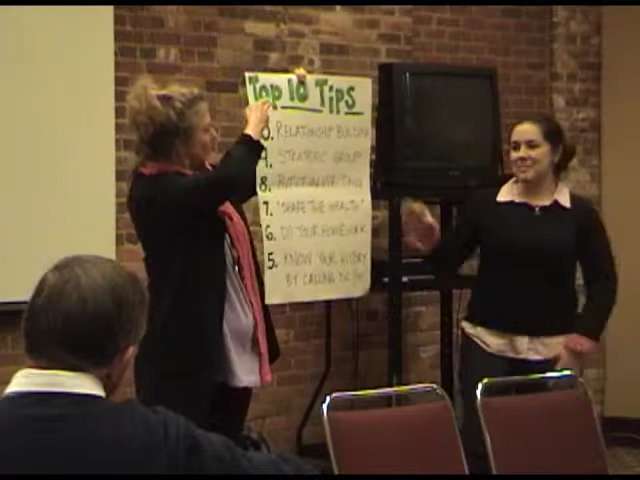 Top 10 Tips
0. RELATIONSHIP BUILDING
9. STRATEGIC GROUP
8.
7. "SHAPE THE HEALTH"
6. DO YOUR HOMEWORK
5. KNOW YOUR HISTORY
BY CALLING